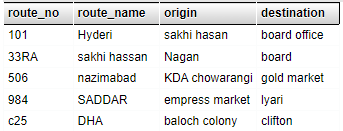 route_no route_name origin destination
101 Hyderi sakhi hasan board office
33RA sakhi hassan Nagan board
506 nazimabad KDA chowarangi gold market
984 SADDAR empress market lyari
c25 DHA baloch colony clifton